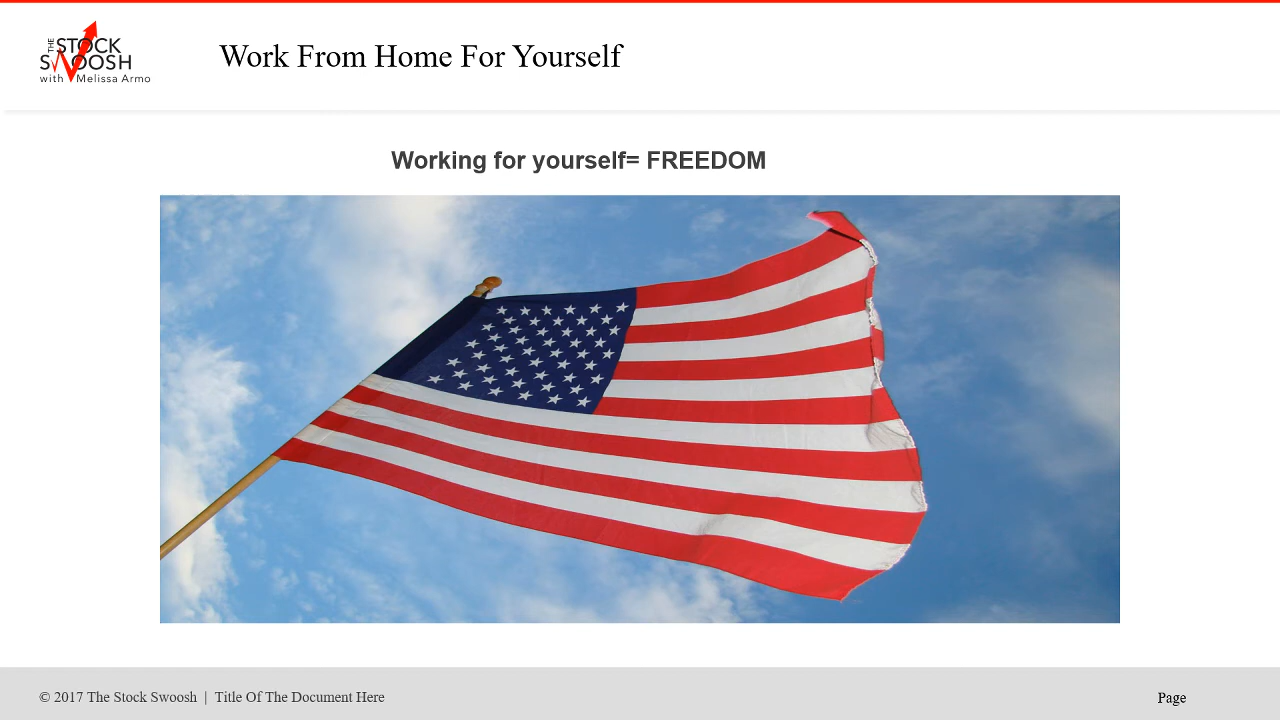 THE STOCK
SWOOSH
with Melissa Armo
Work From Home For Yourself
Working for yourself= FREEDOM
© 2017 The Stock Swoosh | Title Of The Document Here
Page